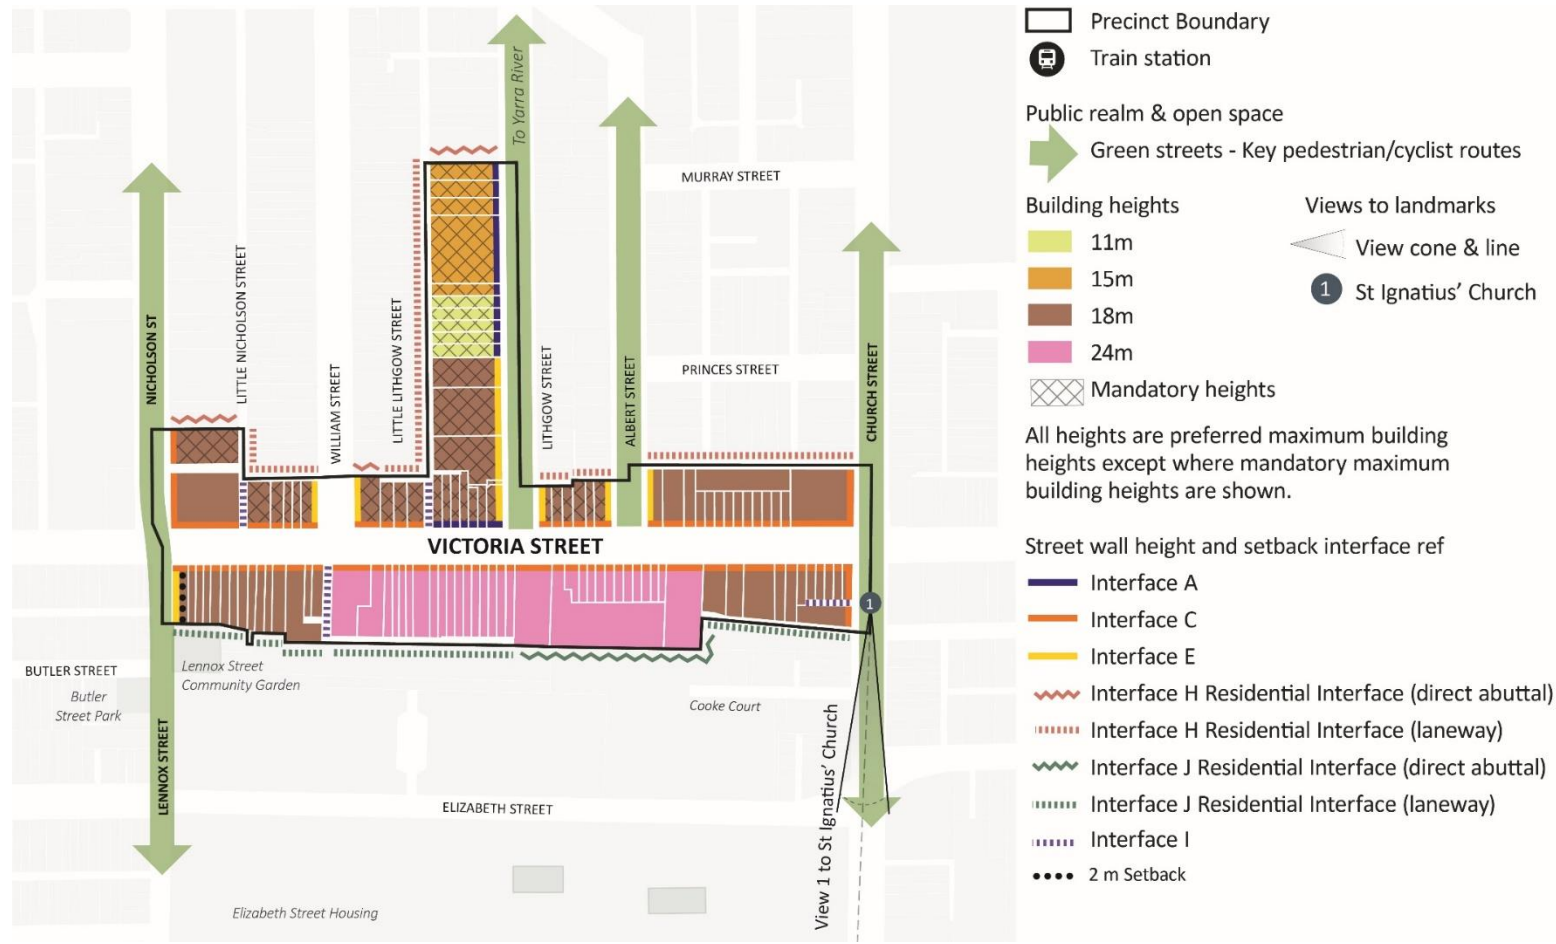 Precinct Boundary
Train station
Public realm & open space
Green streets - Key pedestrian/cyclist routes
Building heights
11m
15m
18m
24m
Mandatory heights
Views to landmarks
View cone & line
1
St Ignatius' Church
All heights are preferred maximum building
heights except where mandatory maximum
building heights are shown.
Street wall height and setback interface ref
Interface A
Interface C
Interface E
Interface H Residential Interface (direct abuttal)
Interface H Residential Interface (laneway)
Interface J Residential Interface (direct abuttal)
Interface J Residential Interface (laneway)
Interface I
2 m Setback
To Yarra River
MURRAY STREET
NICHOLSON ST
LITTLE NICHOLSON STREET
WILLIAM STREET
LITTLE LITHGOW STREET
LITHGOW STREET
ALBERT STREET
PRINCES STREET
CHURCH STREET
VICTORIA STREET
1
BUTLER STREET
Butler
Street Park
Lennox Street
Community Garden
LENNOX STREET
Cooke Court
ELIZABETH STREET
View 1 to St Ignatius' Church
Elizabeth Street Housing